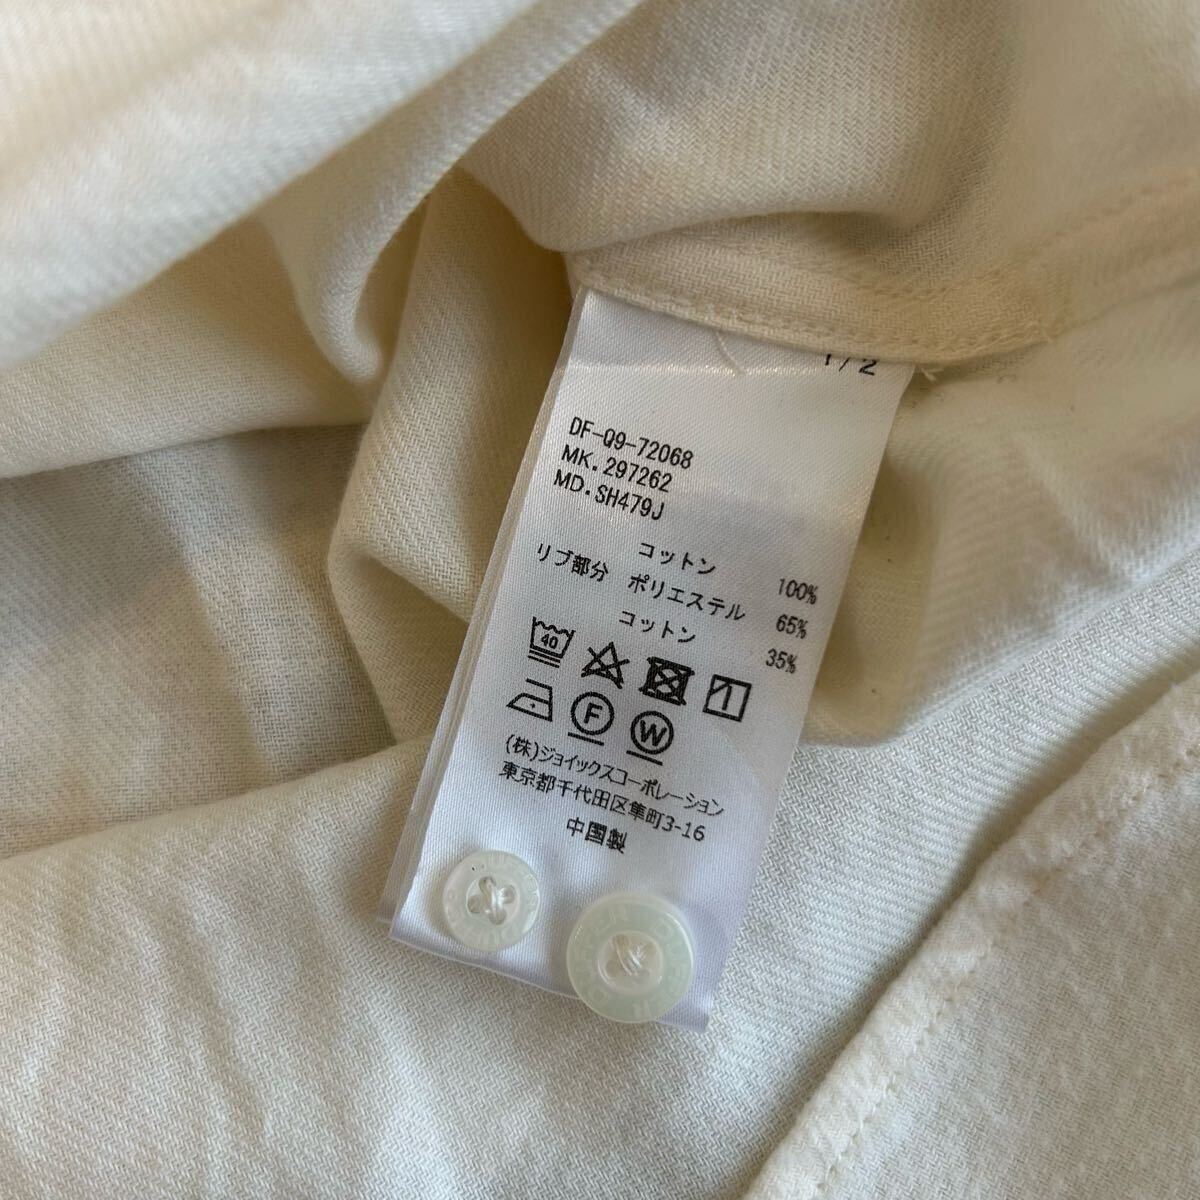 1/2
DF-Q9-72068
MK.297262
MD.SH479J
コットン 100%
リブ部分 ポリエステル 65%
コットン 35%
40
1
F W
(株)ジョイックスコーポレーション
東京都千代田区隼町3-16
中国製
DUFFER